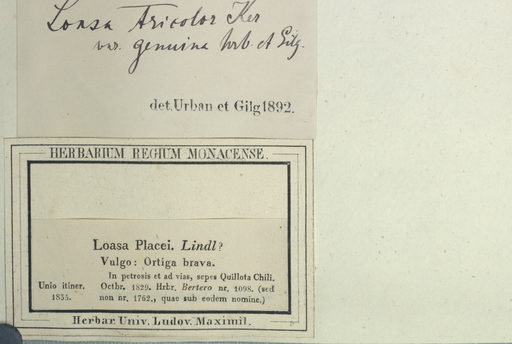 Loasa tricolor Ker
var. genuina Urb. et Gilg.
det.Urban et Gilg 1892.
HERBARIUM REGIUM MONACENSE.
Loasa Placei. Lindl?
Vulgo: Ortiga brava.
In petrosis et ad vias, sepes Quillota Chili.
Unio itiner. Octbr. 1829. Hrbr. Bertero nr. 1098. (sed
1835. non nr. 1762., quae sub eodem nomine.)
Herbar. Univ. Ludov. Maximil.